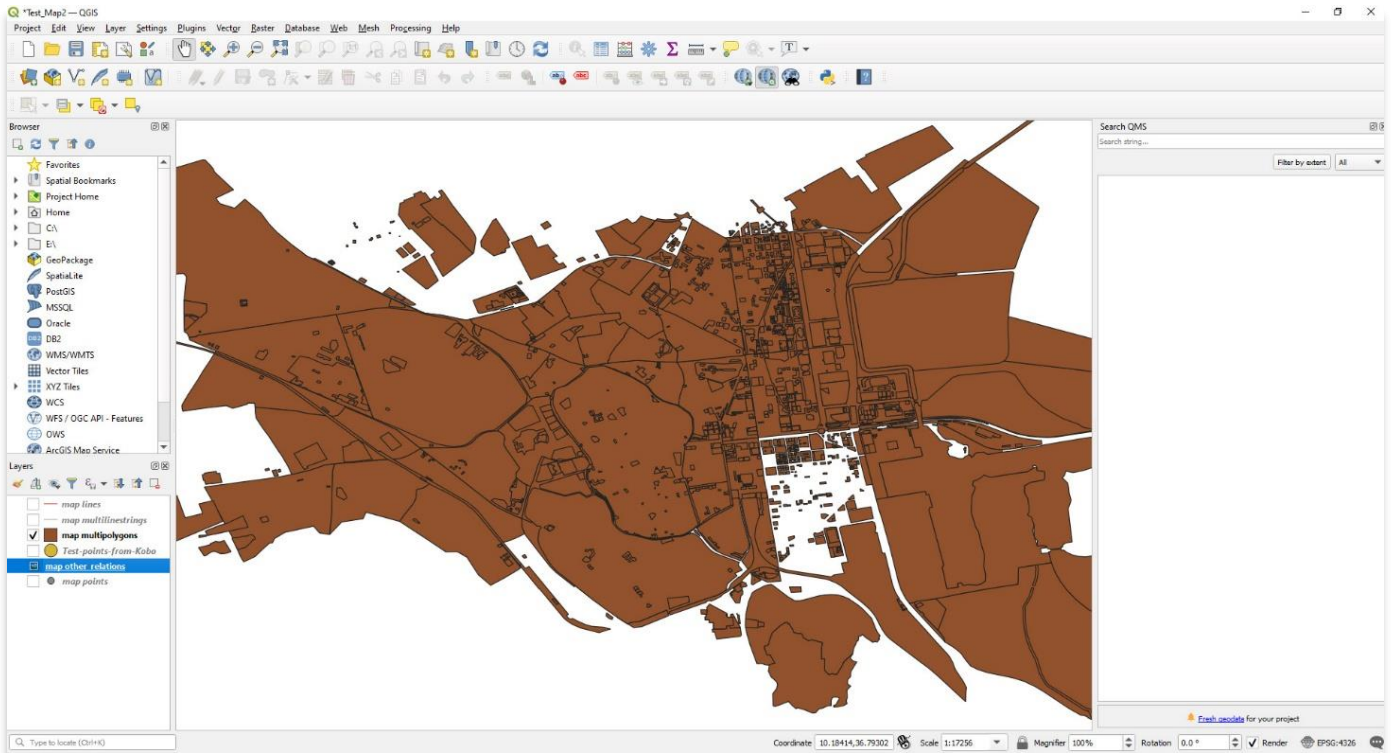 *Test_Map2 — QGIS
Project Edit View Layer Settings Plugins Vector Raster Database Web Mesh Processing Help
Browser
Favorites
Spatial Bookmarks
Project Home
Home
C:\
E:\
GeoPackage
SpatiaLite
PostGIS
MSSQL
Oracle
DB2
WMS/WMTS
Vector Tiles
XYZ Tiles
WCS
WFS / OGC API - Features
OWS
ArcGIS Map Service
Layers
map lines
map multilinestrings
map multipolygons
Test-points-from-Kobo
map other_relations
map points
Search QMS
Search string...
Filter by extent All
Fresh geodata for your project
Type to locate (Ctrl+K) Coordinate 10.18414,36.79302 Scale 1:17256 Magnifier 100% Rotation 0.0 ° Render EPSG:4326